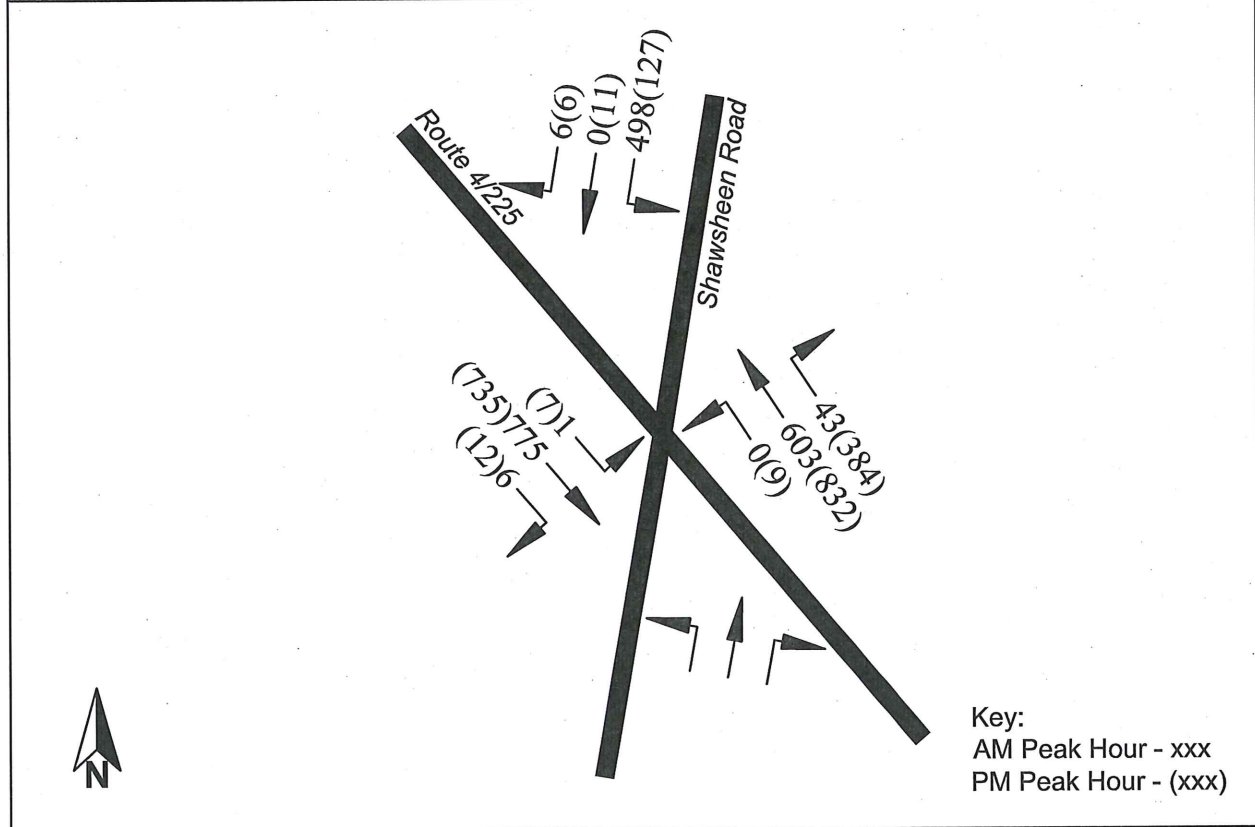 6(6)
0(11)
498(127)
Route 4/225
Shawsheen Road
(7)1
(735)775
(12)6
43(384)
603(832)
0(9)
N
Key:
AM Peak Hour - xxx
PM Peak Hour - (xxx)